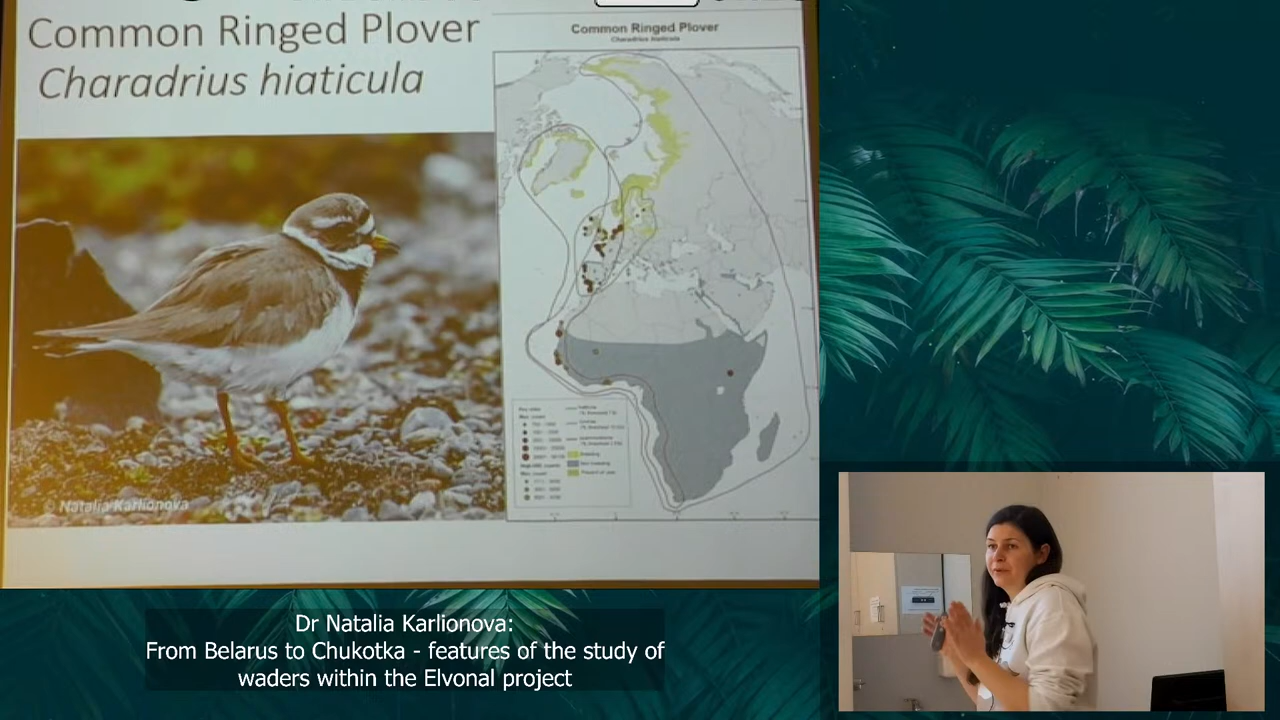 Common Ringed Plover
Charadrius hiaticula
Common Ringed Plover
Charadrius hiaticula
© Natalia Karlionova
Dr Natalia Karlionova:
From Belarus to Chukotka - features of the study of
waders within the Elvonal project